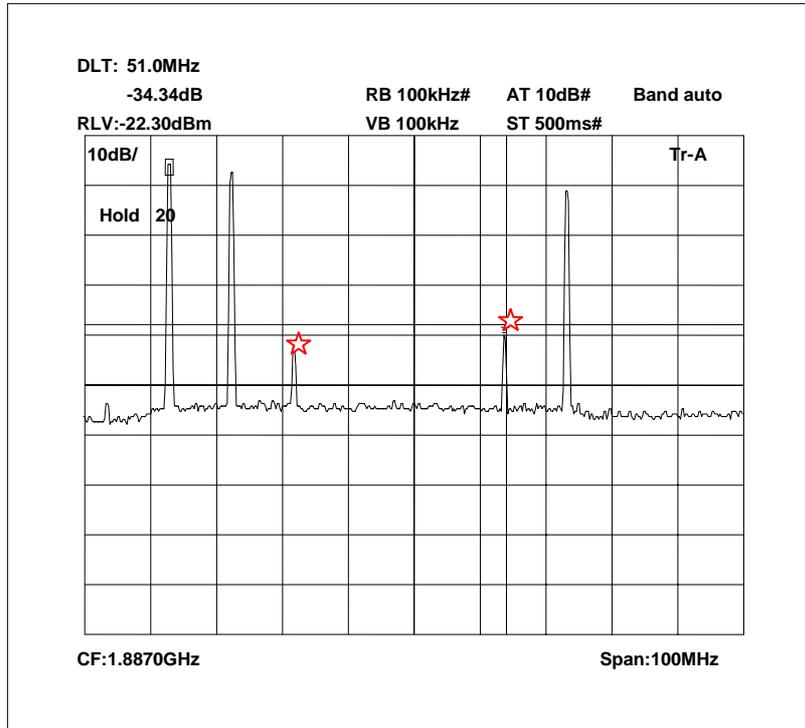 DLT: 51.0MHz
-34.34dB RB 100kHz# AT 10dB# Band auto
RLV:-22.30dBm VB 100kHz ST 500ms#
10dB/ Tr-A
Hold 20
CF:1.8870GHz Span:100MHz